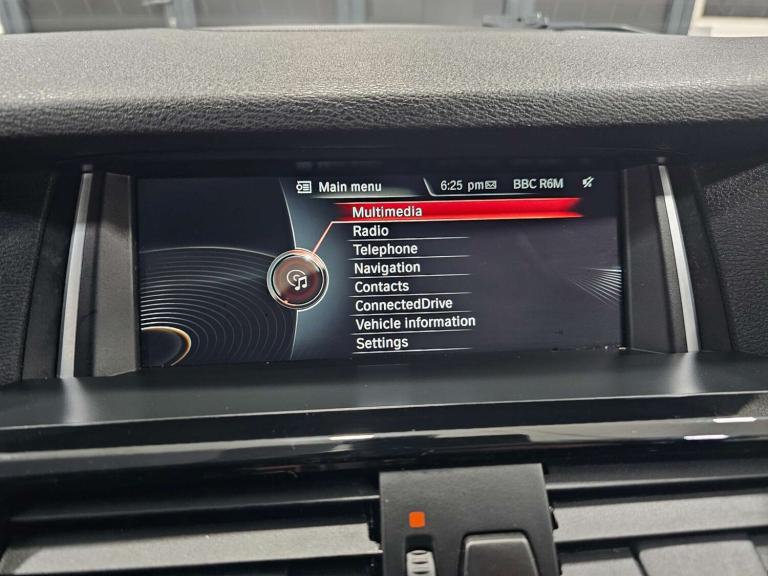 Main menu 6:25 pm BBC R6M
Multimedia
Radio
Telephone
Navigation
Contacts
ConnectedDrive
Vehicle information
Settings